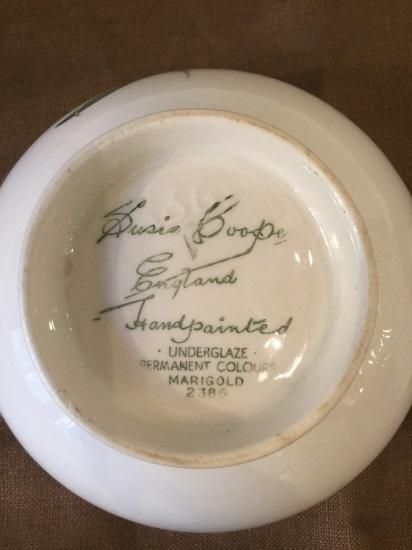 Susie Cooper
England
Handpainted
· UNDERGLAZE ·
PERMANENT COLOURS
MARIGOLD
2386